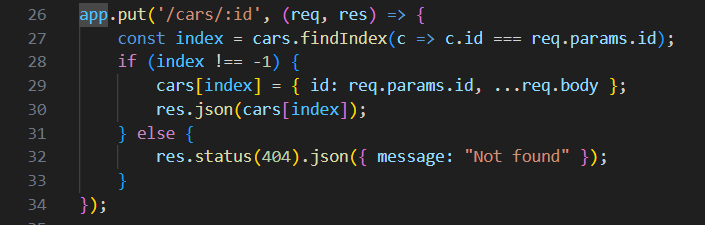 26 app.put('/cars/:id', (req, res) => {
27     const index = cars.findIndex(c => c.id === req.params.id);
28     if (index !== -1) {
29         cars[index] = { id: req.params.id, ...req.body };
30         res.json(cars[index]);
31     } else {
32         res.status(404).json({ message: "Not found" });
33     }
34 });